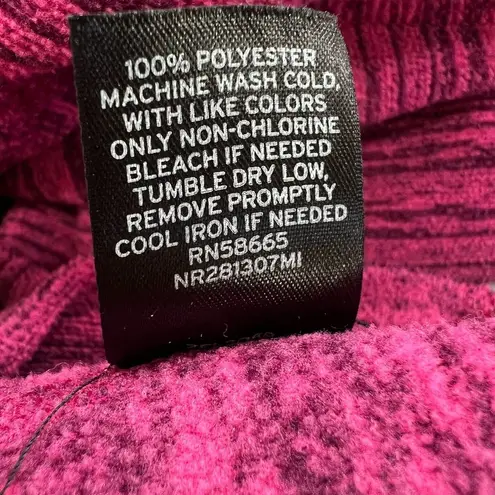 100% POLYESTER
MACHINE WASH COLD,
WITH LIKE COLORS
ONLY NON-CHLORINE
BLEACH IF NEEDED
TUMBLE DRY LOW,
REMOVE PROMPTLY
COOL IRON IF NEEDED
RN58665
NR281307MI